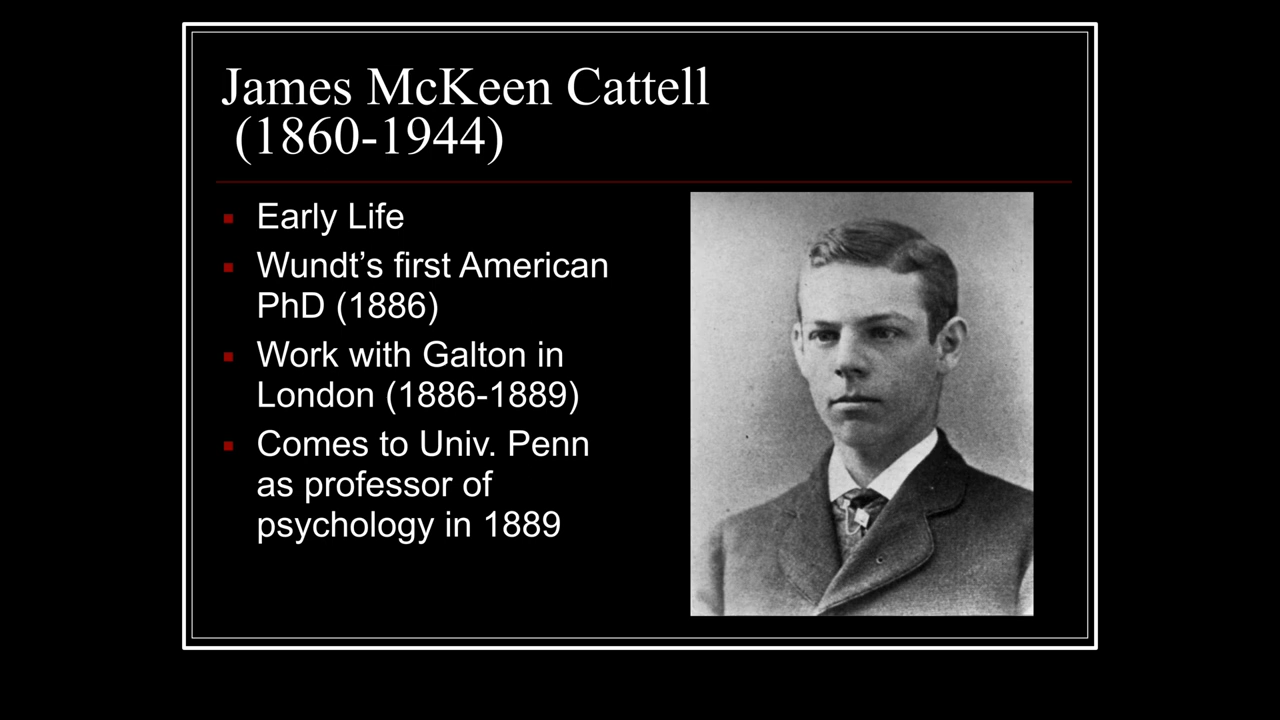 James McKeen Cattell
(1860-1944)
Early Life
Wundt’s first American
PhD (1886)
Work with Galton in
London (1886-1889)
Comes to Univ. Penn
as professor of
psychology in 1889